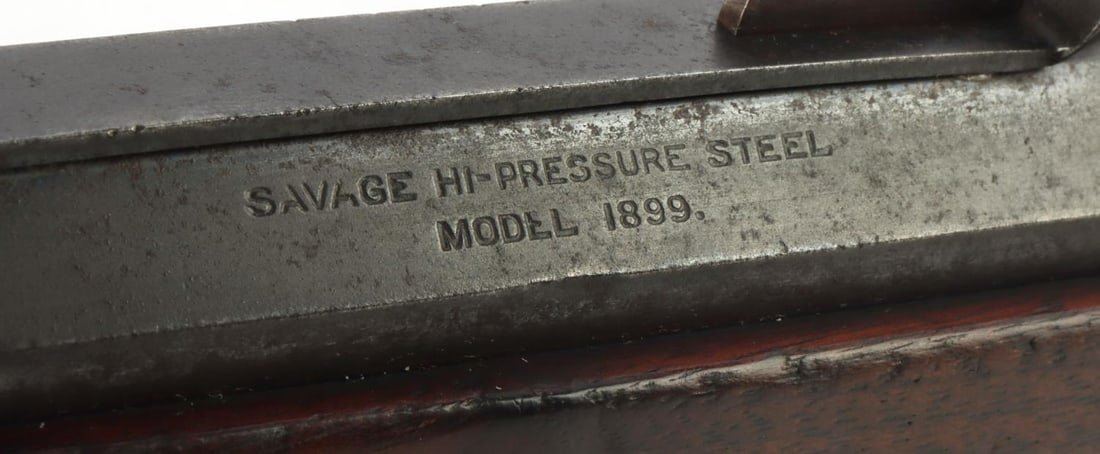 SAVAGE HI-PRESSURE STEEL
MODEL 1899.